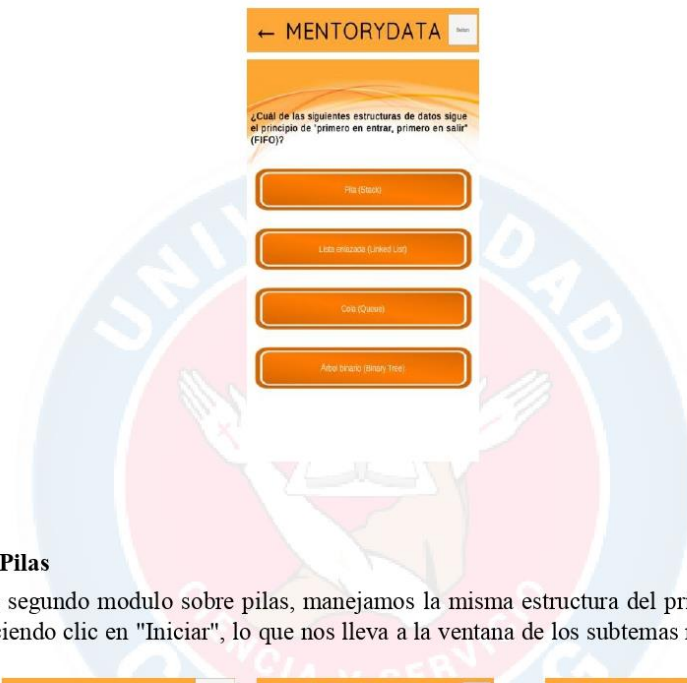 ← MENTORYDATA
¿Cuál de las siguientes estructuras de datos sigue
el principio de "primero en entrar, primero en salir"
(FIFO)?
Pila (Stack)
Lista enlazada (Linked List)
Cola (Queue)
Árbol binario (Binary Tree)
Pilas
segundo modulo sobre pilas, manejamos la misma estructura del
clic en "Iniciar", lo que nos lleva a la ventana de los subtemas